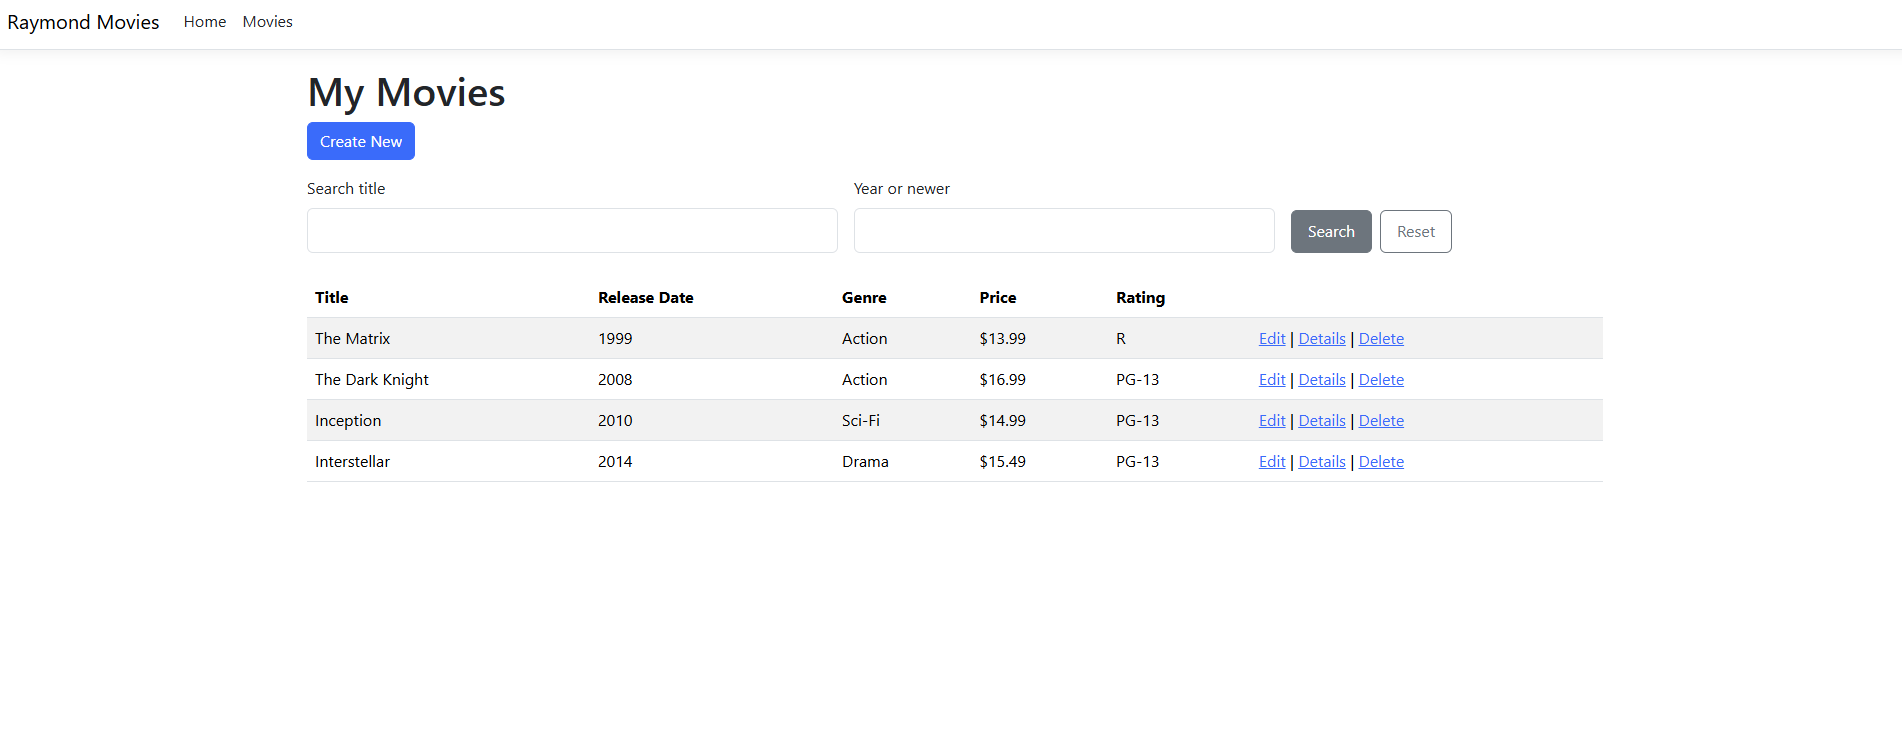 Raymond Movies Home Movies
My Movies
Create New
Search title Year or newer
Search Reset
Title Release Date Genre Price Rating
The Matrix 1999 Action $13.99 R Edit | Details | Delete
The Dark Knight 2008 Action $16.99 PG-13 Edit | Details | Delete
Inception 2010 Sci-Fi $14.99 PG-13 Edit | Details | Delete
Interstellar 2014 Drama $15.49 PG-13 Edit | Details | Delete